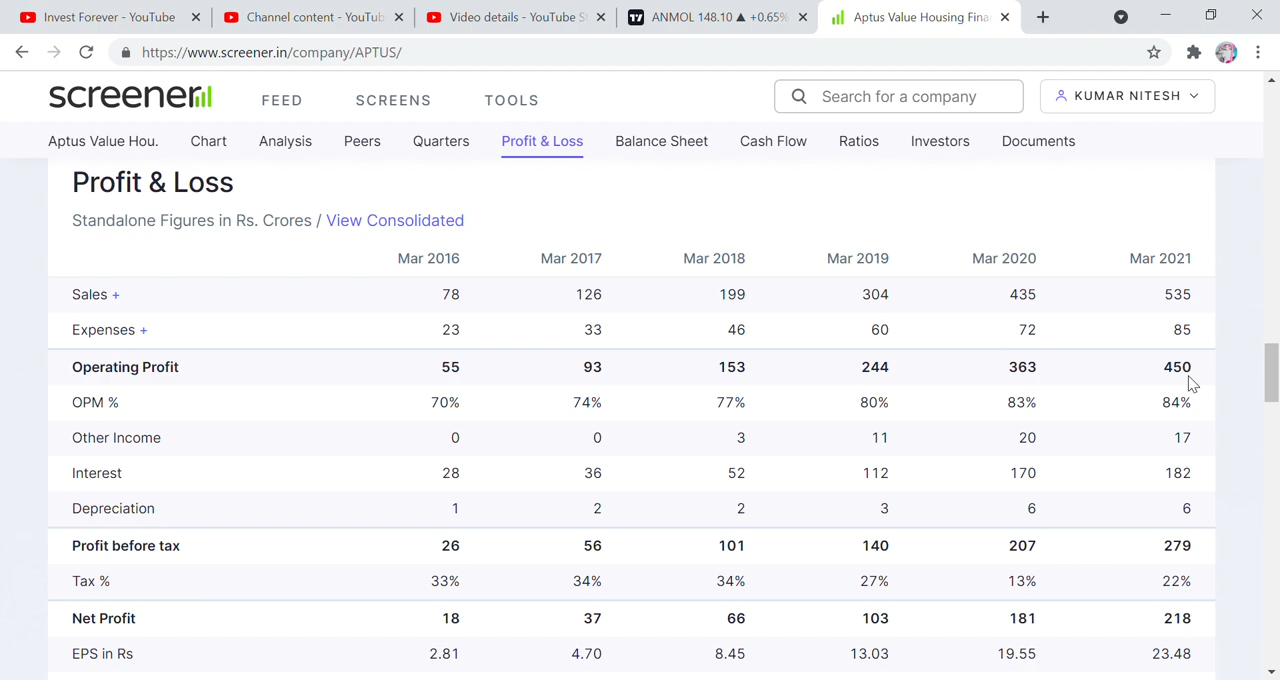 Invest Forever - YouTube
Channel content - YouTub
Video details - YouTube S
ANMOL 148.10 ▲ +0.65%
Aptus Value Housing Fina
https://www.screener.in/company/APTUS/
screener
FEED SCREENS TOOLS
Search for a company
KUMAR NITESH
Aptus Value Hou. Chart Analysis Peers Quarters Profit & Loss Balance Sheet Cash Flow Ratios Investors Documents
Profit & Loss
Standalone Figures in Rs. Crores / View Consolidated
Mar 2016 Mar 2017 Mar 2018 Mar 2019 Mar 2020 Mar 2021
Sales + 78 126 199 304 435 535
Expenses + 23 33 46 60 72 85
Operating Profit 55 93 153 244 363 450
OPM % 70% 74% 77% 80% 83% 84%
Other Income 0 0 3 11 20 17
Interest 28 36 52 112 170 182
Depreciation 1 2 2 3 6 6
Profit before tax 26 56 101 140 207 279
Tax % 33% 34% 34% 27% 13% 22%
Net Profit 18 37 66 103 181 218
EPS in Rs 2.81 4.70 8.45 13.03 19.55 23.48